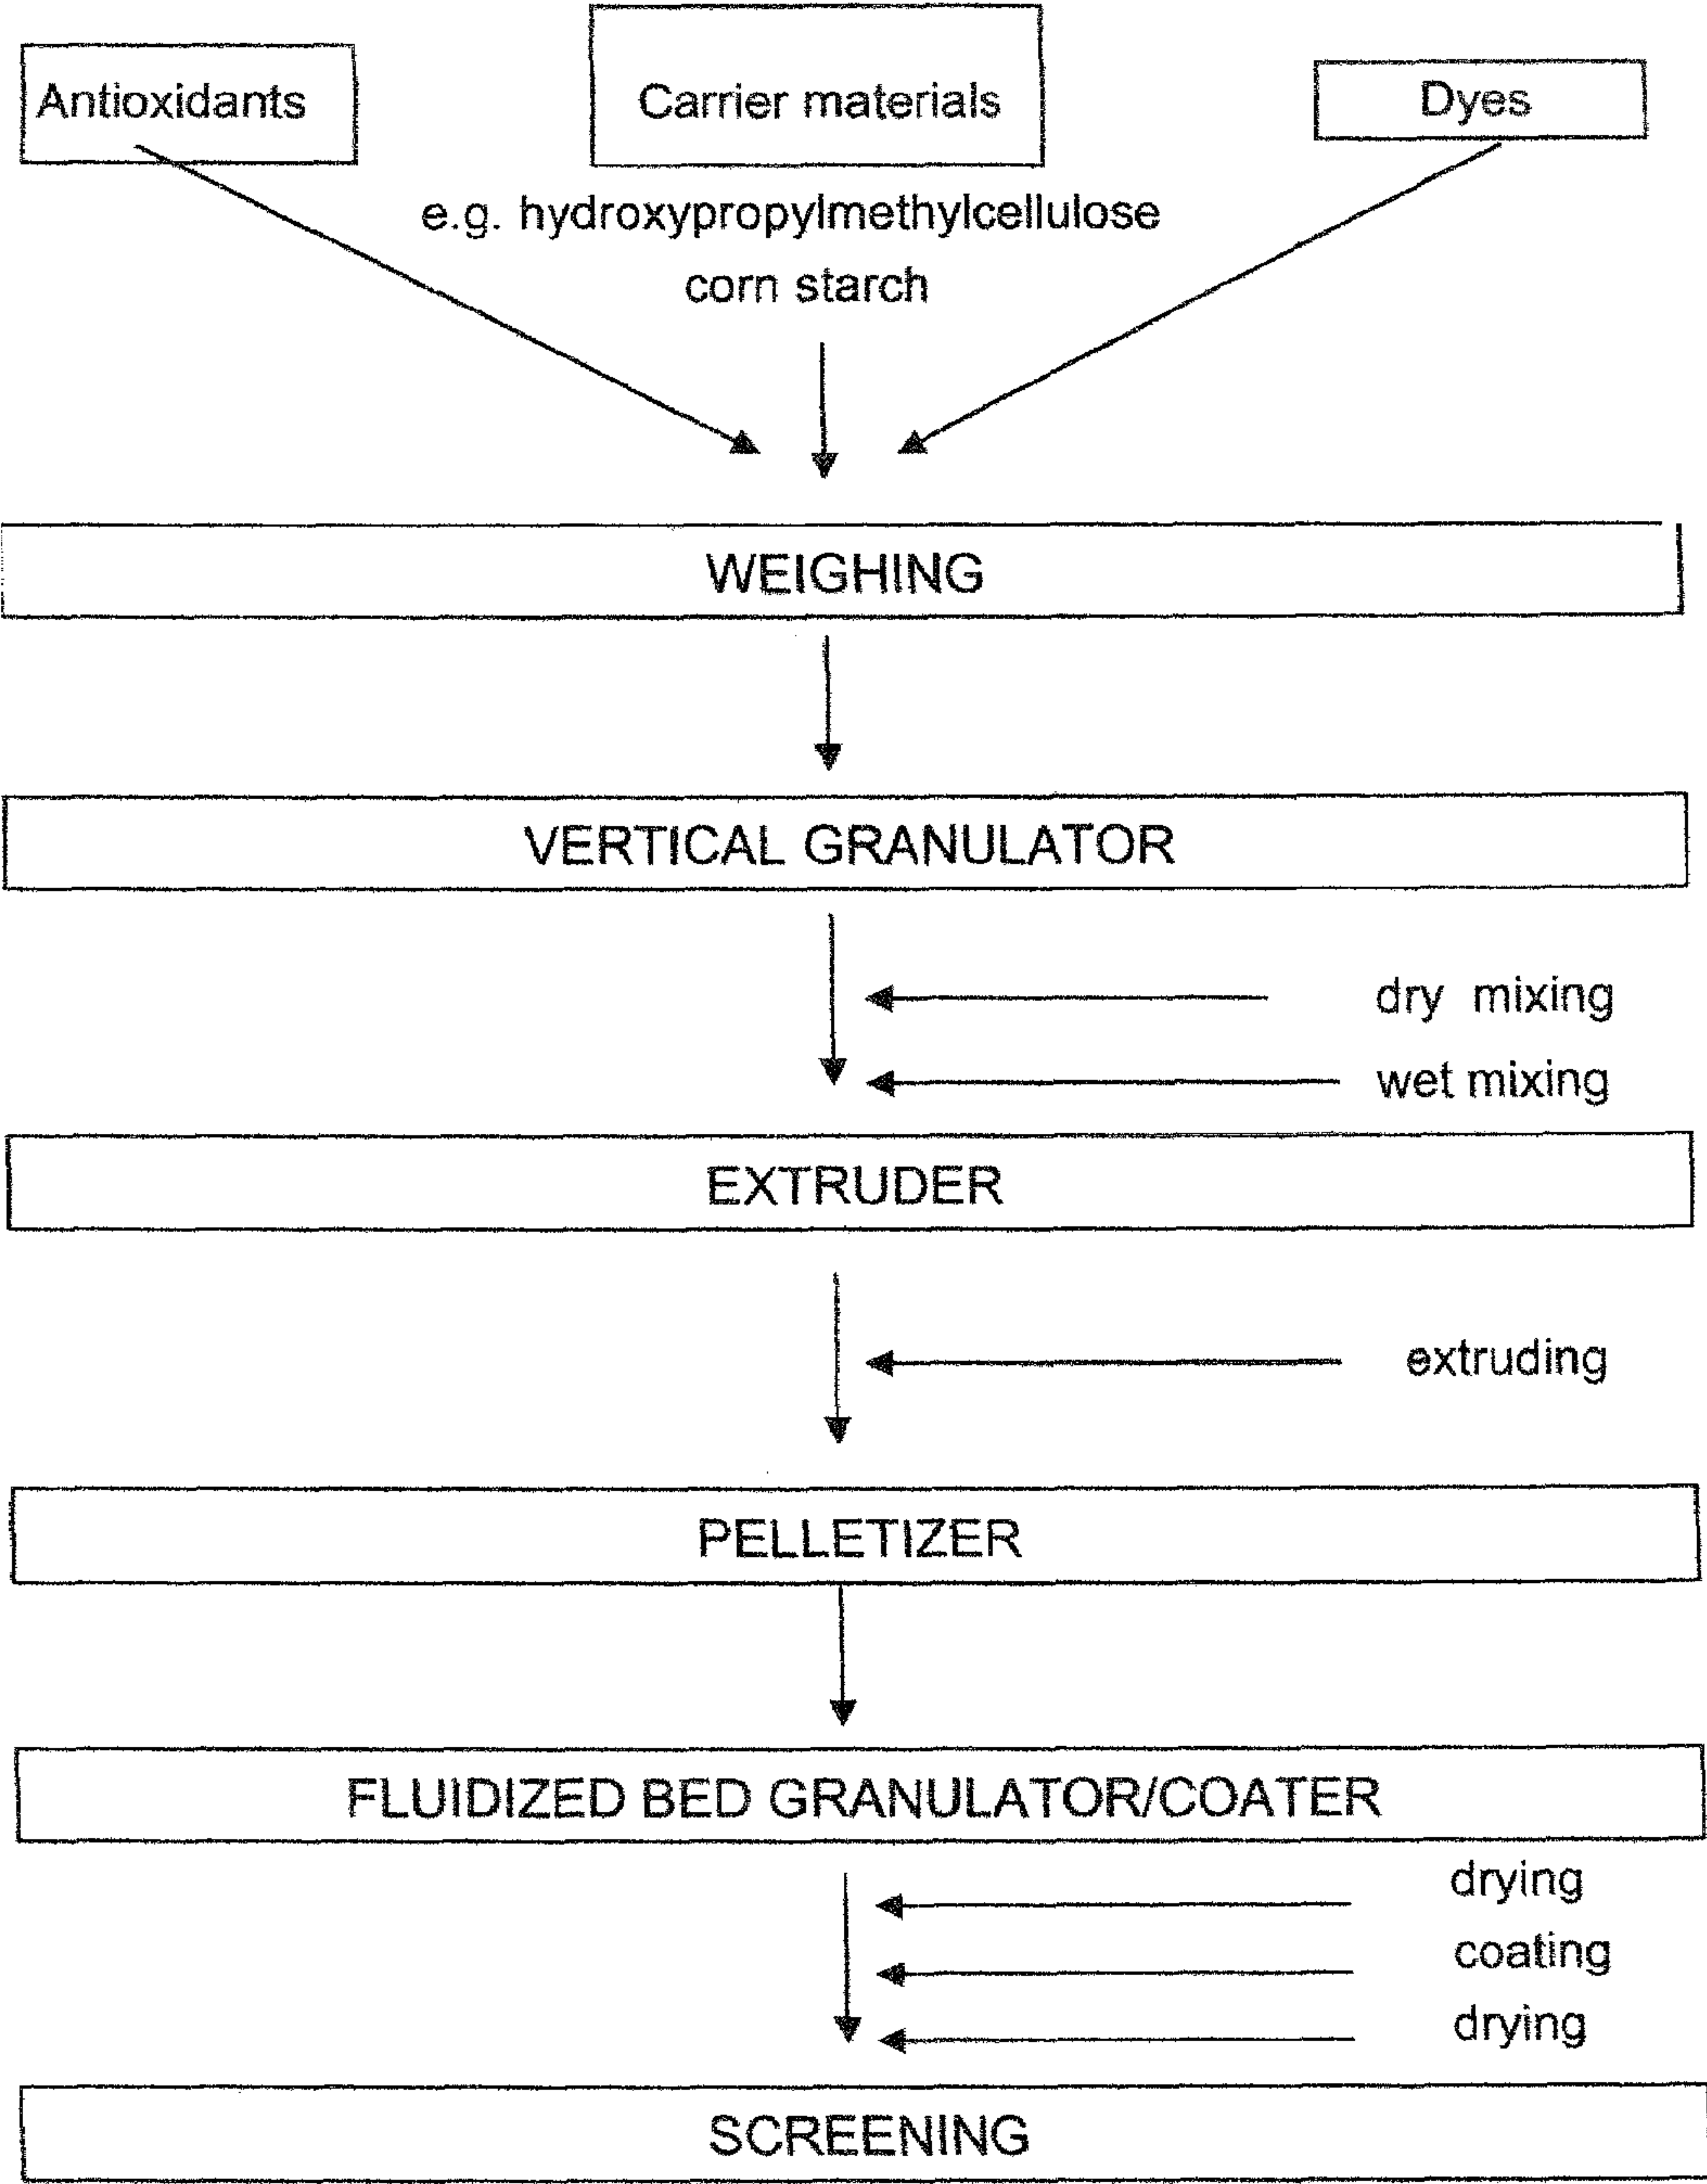 Antioxidants
Carrier materials
Dyes
e.g. hydroxypropylmethylcellulose
corn starch
WEIGHING
VERTICAL GRANULATOR
dry mixing
wet mixing
EXTRUDER
extruding
PELLETIZER
FLUIDIZED BED GRANULATOR/COATER
drying
coating
drying
SCREENING